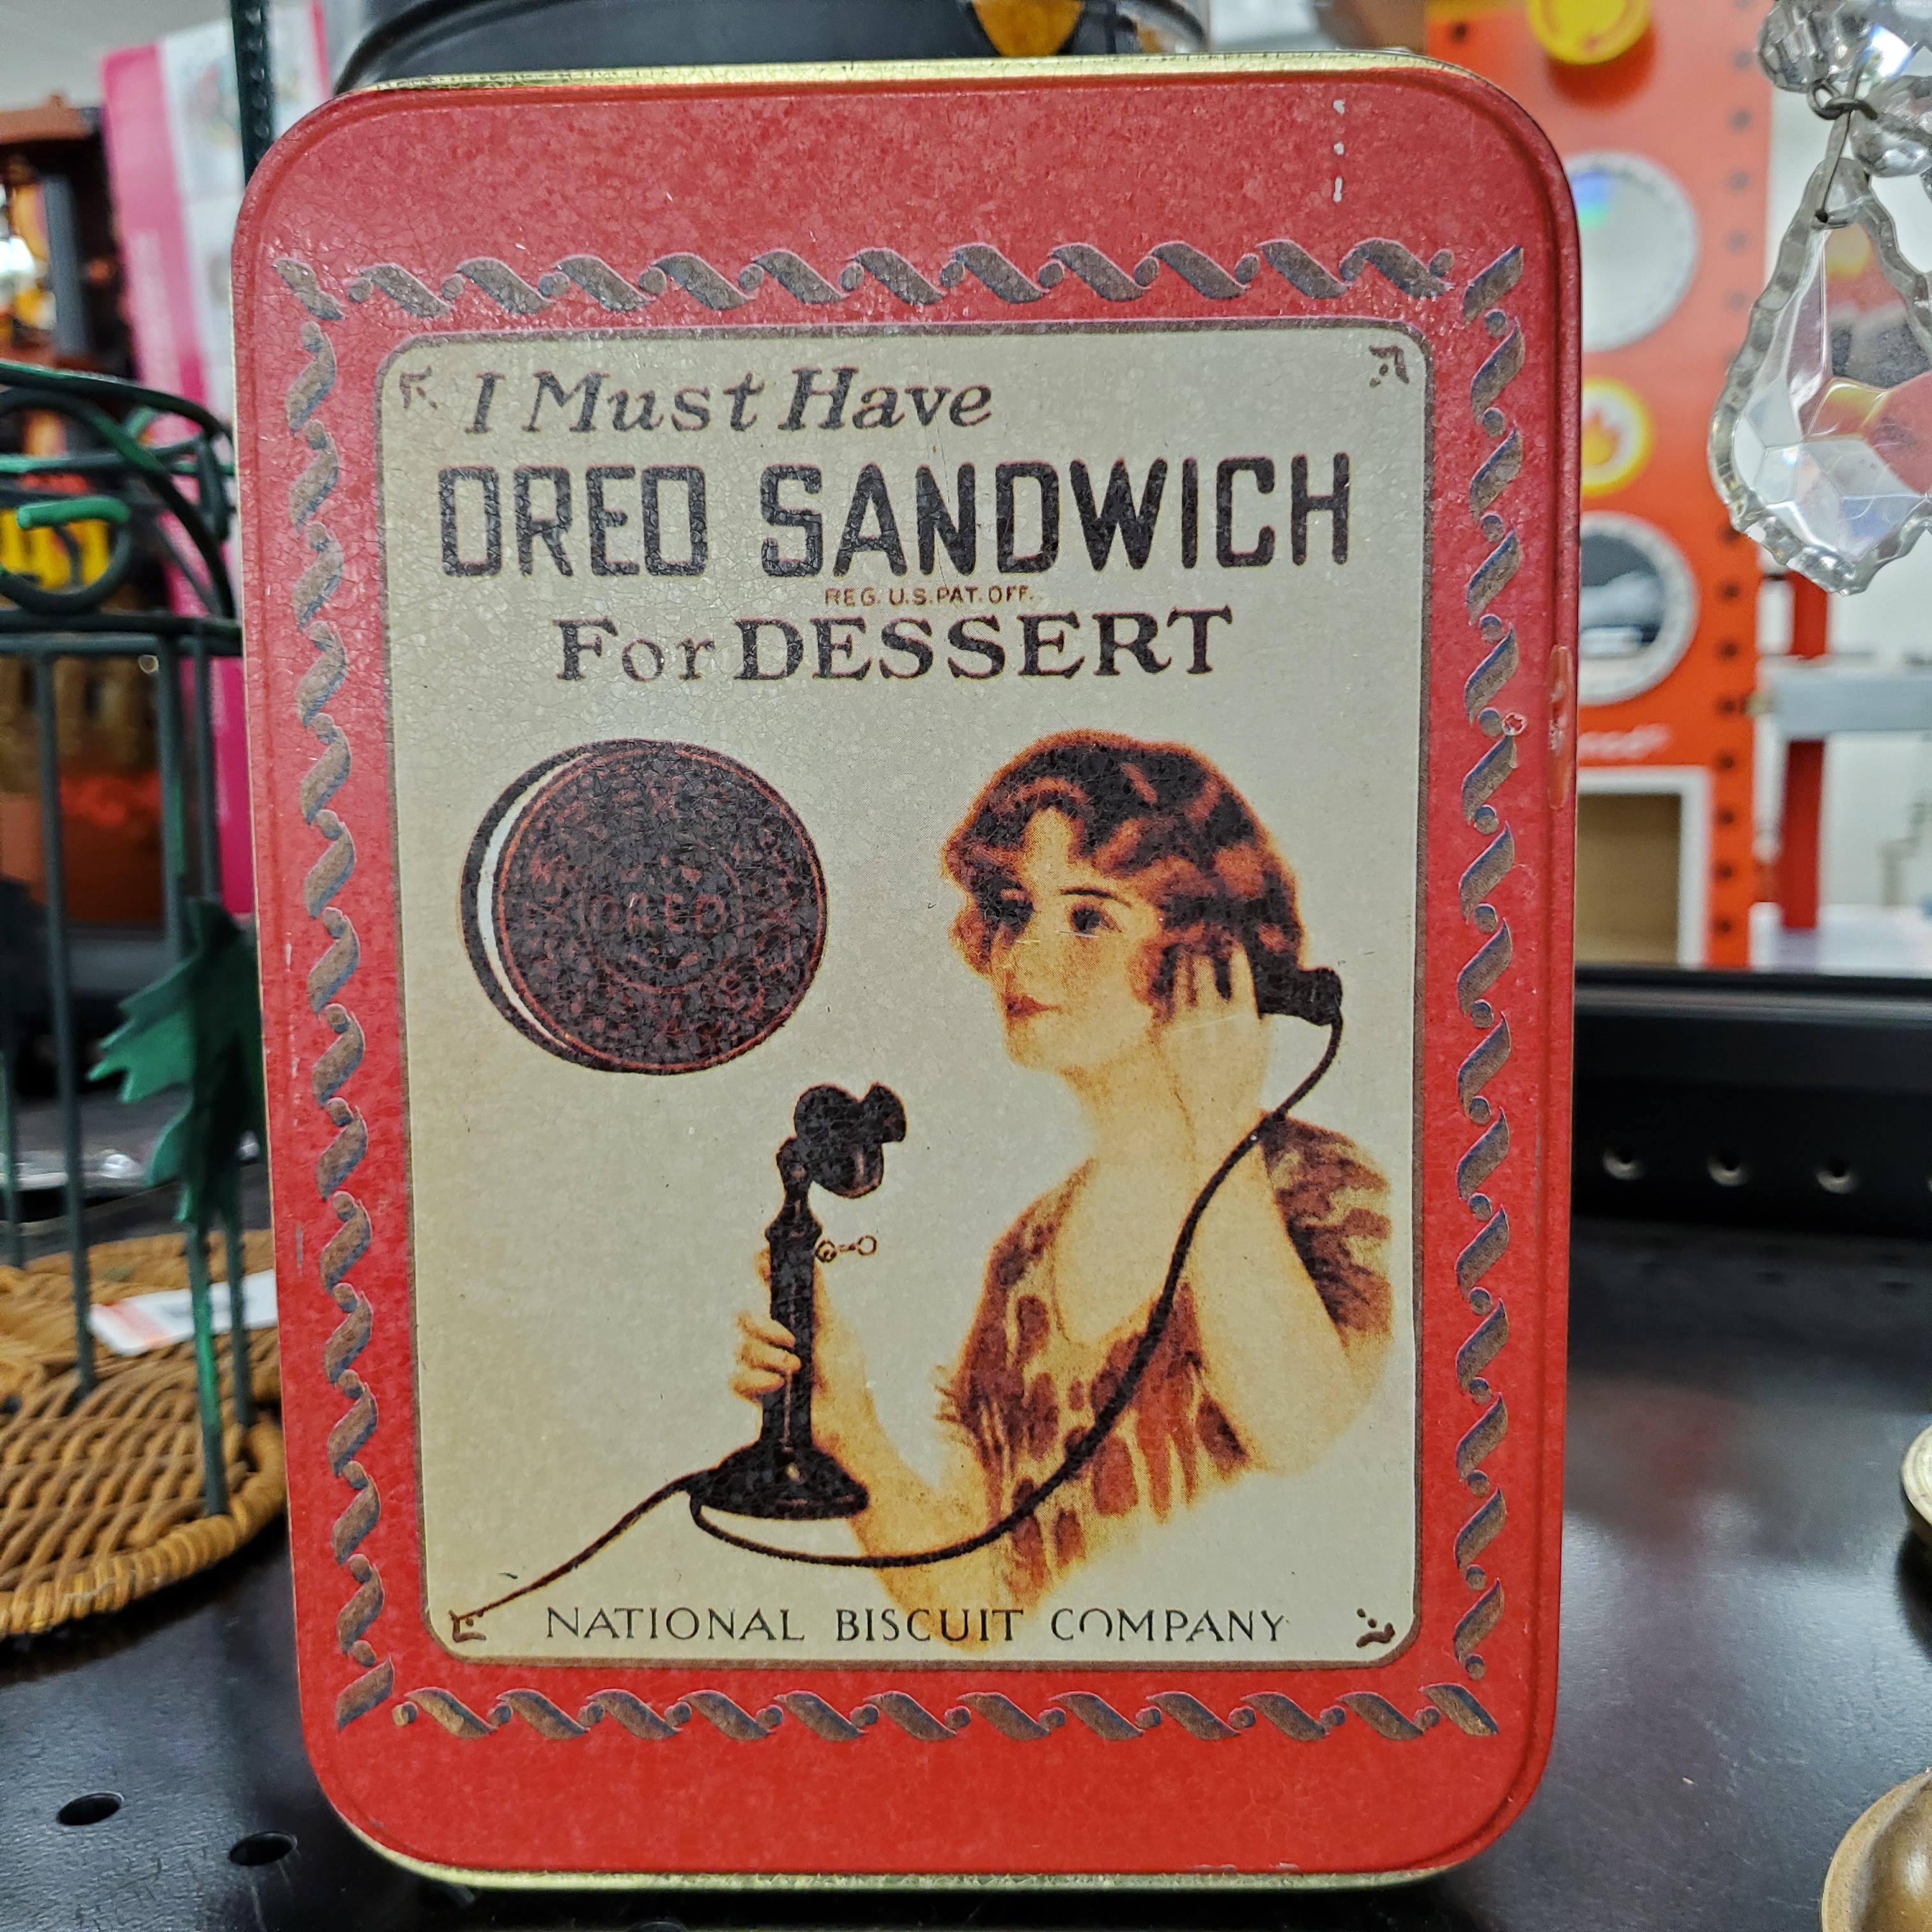 I Must Have
OREO SANDWICH
REG. U.S. PAT. OFF.
For DESSERT
OREO
NATIONAL BISCUIT COMPANY